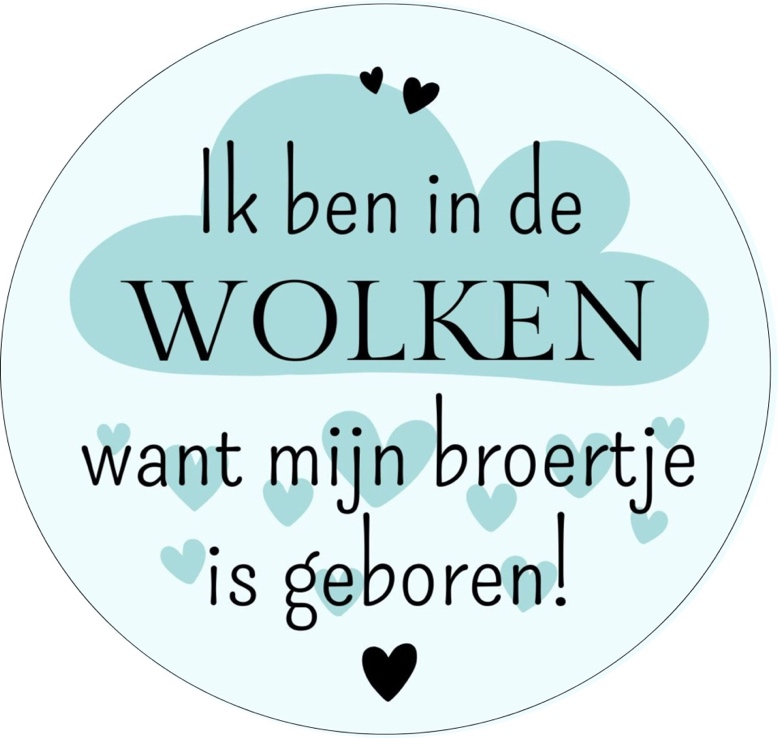 Ik ben in de
WOLKEN
want mijn broertje
is geboren!